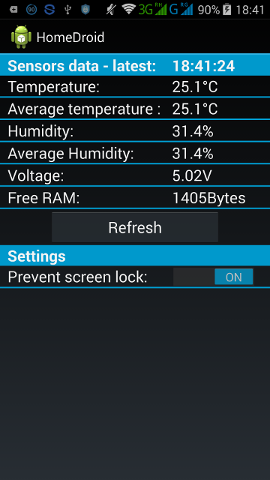 3G G 90% 18:41
HomeDroid
Sensors data - latest: 18:41:24
Temperature: 25.1°C
Average temperature : 25.1°C
Humidity: 31.4%
Average Humidity: 31.4%
Voltage: 5.02V
Free RAM: 1405Bytes
Refresh
Settings
Prevent screen lock: ON